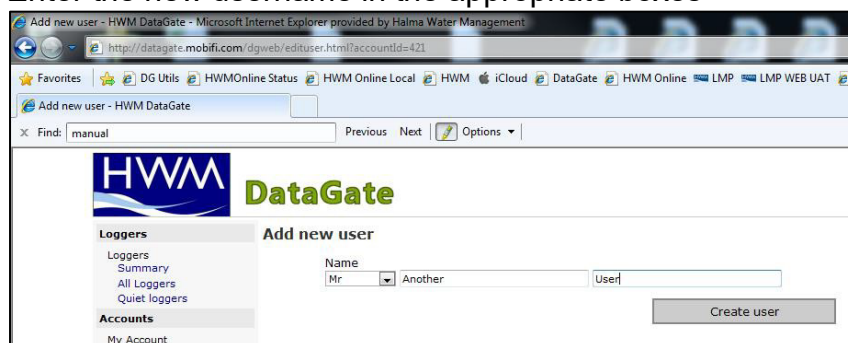 Enter the new username in the appropriate boxes
Add new user - HWM DataGate - Microsoft Internet Explorer provided by Halma Water Management
http://datagate.mobifi.com/dgweb/edituser.html?accountId=421
Favorites DG Utils HWMOnline Status HWM Online Local HWM iCloud DataGate HWM Online LMP LMP WEB UAT
Add new user - HWM DataGate
x Find: manual Previous Next Options
HWM DataGate
Loggers
Add new user
Loggers
Name
Summary
Mr Another User
All Loggers
Quiet loggers
Create user
Accounts
My Account